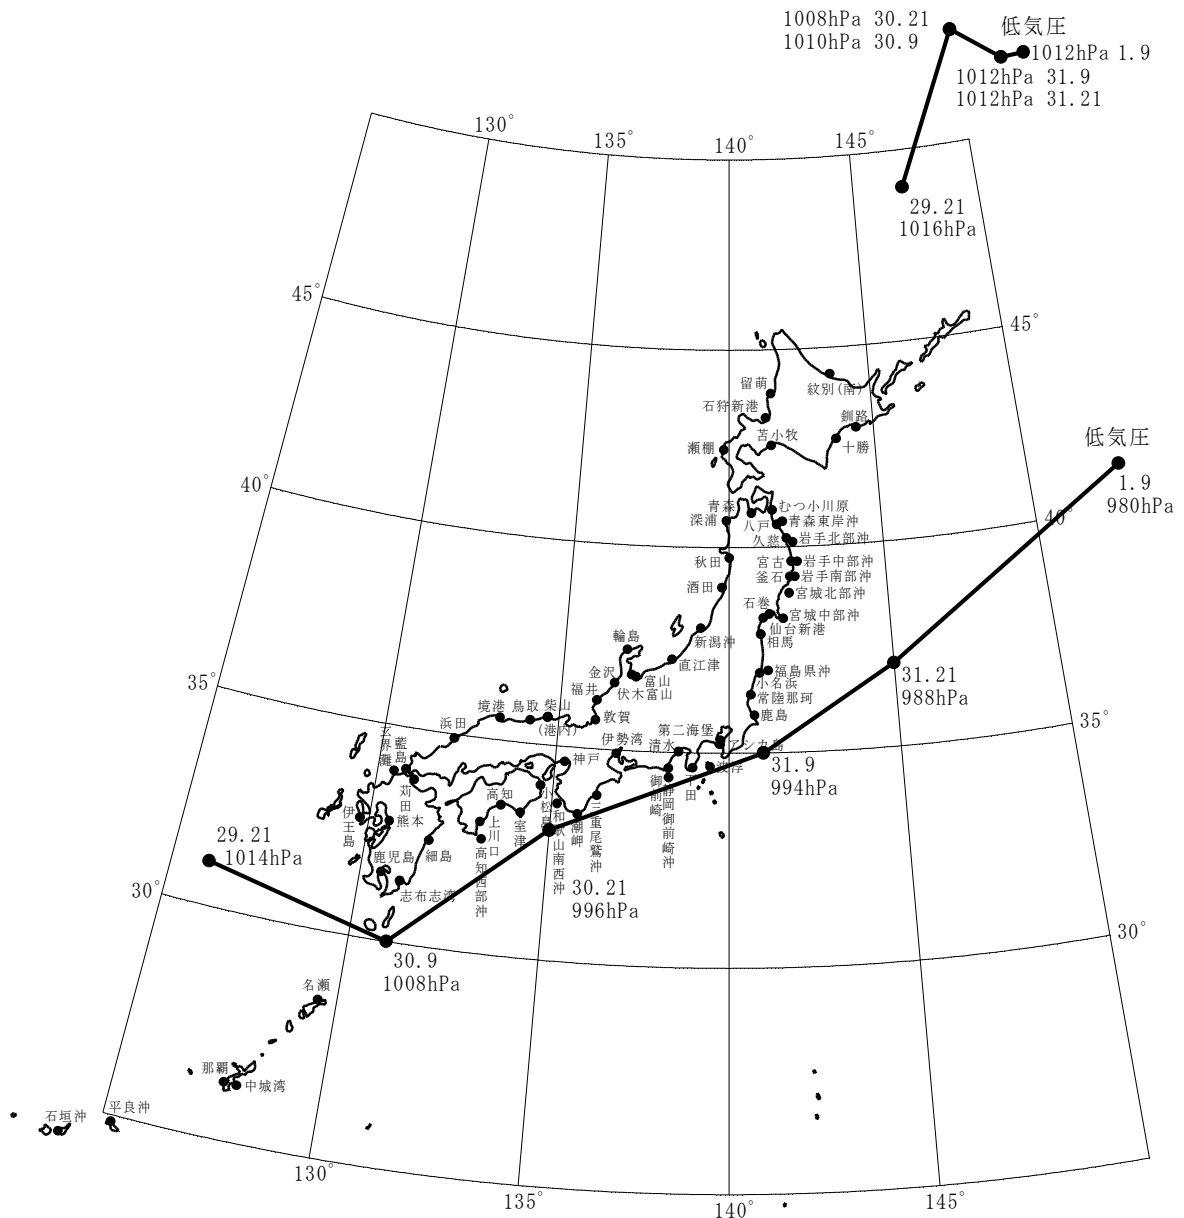 1008hPa 30.21
1010hPa 30.9
低気圧
1012hPa 1.9
1012hPa 31.9
1012hPa 31.21
29.21
1016hPa
130°
135°
140°
145°
45°
45°
留萌
紋別(南)
石狩新港
釧路
苫小牧
十勝
瀬棚
低気圧
1.9
980hPa
40°
40°
青森
むつ小川原
深浦
八戸
青森東岸沖
久慈
岩手北部沖
秋田
宮古
岩手中部沖
釜石
岩手南部沖
酒田
宮城北部沖
石巻
宮城中部沖
仙台新港
相馬
新潟沖
輪島
直江津
金沢
富山
伏木富山
福井
福島県沖
小名浜
常陸那珂
鹿島
31.21
988hPa
35°
35°
境港
鳥取
柴山
(港内)
敦賀
浜田
玄界灘
藍島
伊勢湾
第二海堡
清水
アシカ島
神戸
波浮
下田
31.9
994hPa
苅田
高知
小松島
御前崎
静岡御前崎沖
伊王島
熊本
上川口
室津
和歌山南西沖
潮岬
三重尾鷲沖
29.21
1014hPa
鹿児島
細島
高知西部沖
志布志湾
30.21
996hPa
30°
30°
30.9
1008hPa
名瀬
那覇
中城湾
石垣沖
平良沖
130°
135°
140°
145°